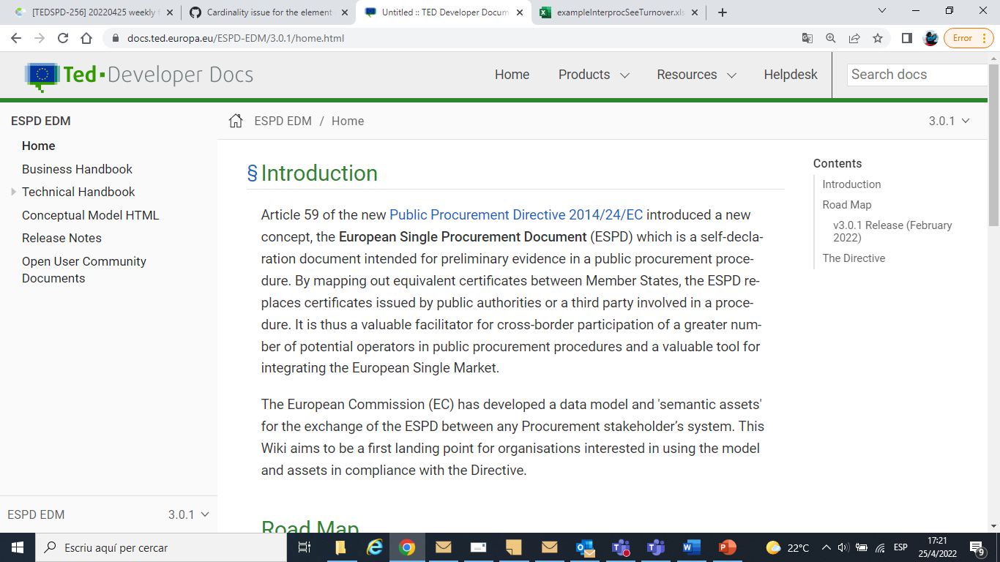 [TEDSPD-256] 20220425 weekly
Cardinality issue for the element
Untitled :: TED Developer Docum
exampleInterprocSeeTurnover.xls
docs.ted.europa.eu/ESPD-EDM/3.0.1/home.html
Error
Ted Developer Docs
Home
Products
Resources
Helpdesk
Search docs
ESPD EDM
Home
Business Handbook
Technical Handbook
Conceptual Model HTML
Release Notes
Open User Community
Documents
ESPD EDM
3.0.1
ESPD EDM / Home
3.0.1
§ Introduction
Article 59 of the new Public Procurement Directive 2014/24/EC introduced a new
concept, the European Single Procurement Document (ESPD) which is a self-decla-
ration document intended for preliminary evidence in a public procurement proce-
dure. By mapping out equivalent certificates between Member States, the ESPD re-
places certificates issued by public authorities or a third party involved in a proce-
dure. It is thus a valuable facilitator for cross-border participation of a greater num-
ber of potential operators in public procurement procedures and a valuable tool for
integrating the European Single Market.
The European Commission (EC) has developed a data model and 'semantic assets'
for the exchange of the ESPD between any Procurement stakeholder’s system. This
Wiki aims to be a first landing point for organisations interested in using the model
and assets in compliance with the Directive.
Road Map
Contents
Introduction
Road Map
v3.0.1 Release (February
2022)
The Directive
Escriu aquí per cercar
22°C
ESP
17:21
25/4/2022
9